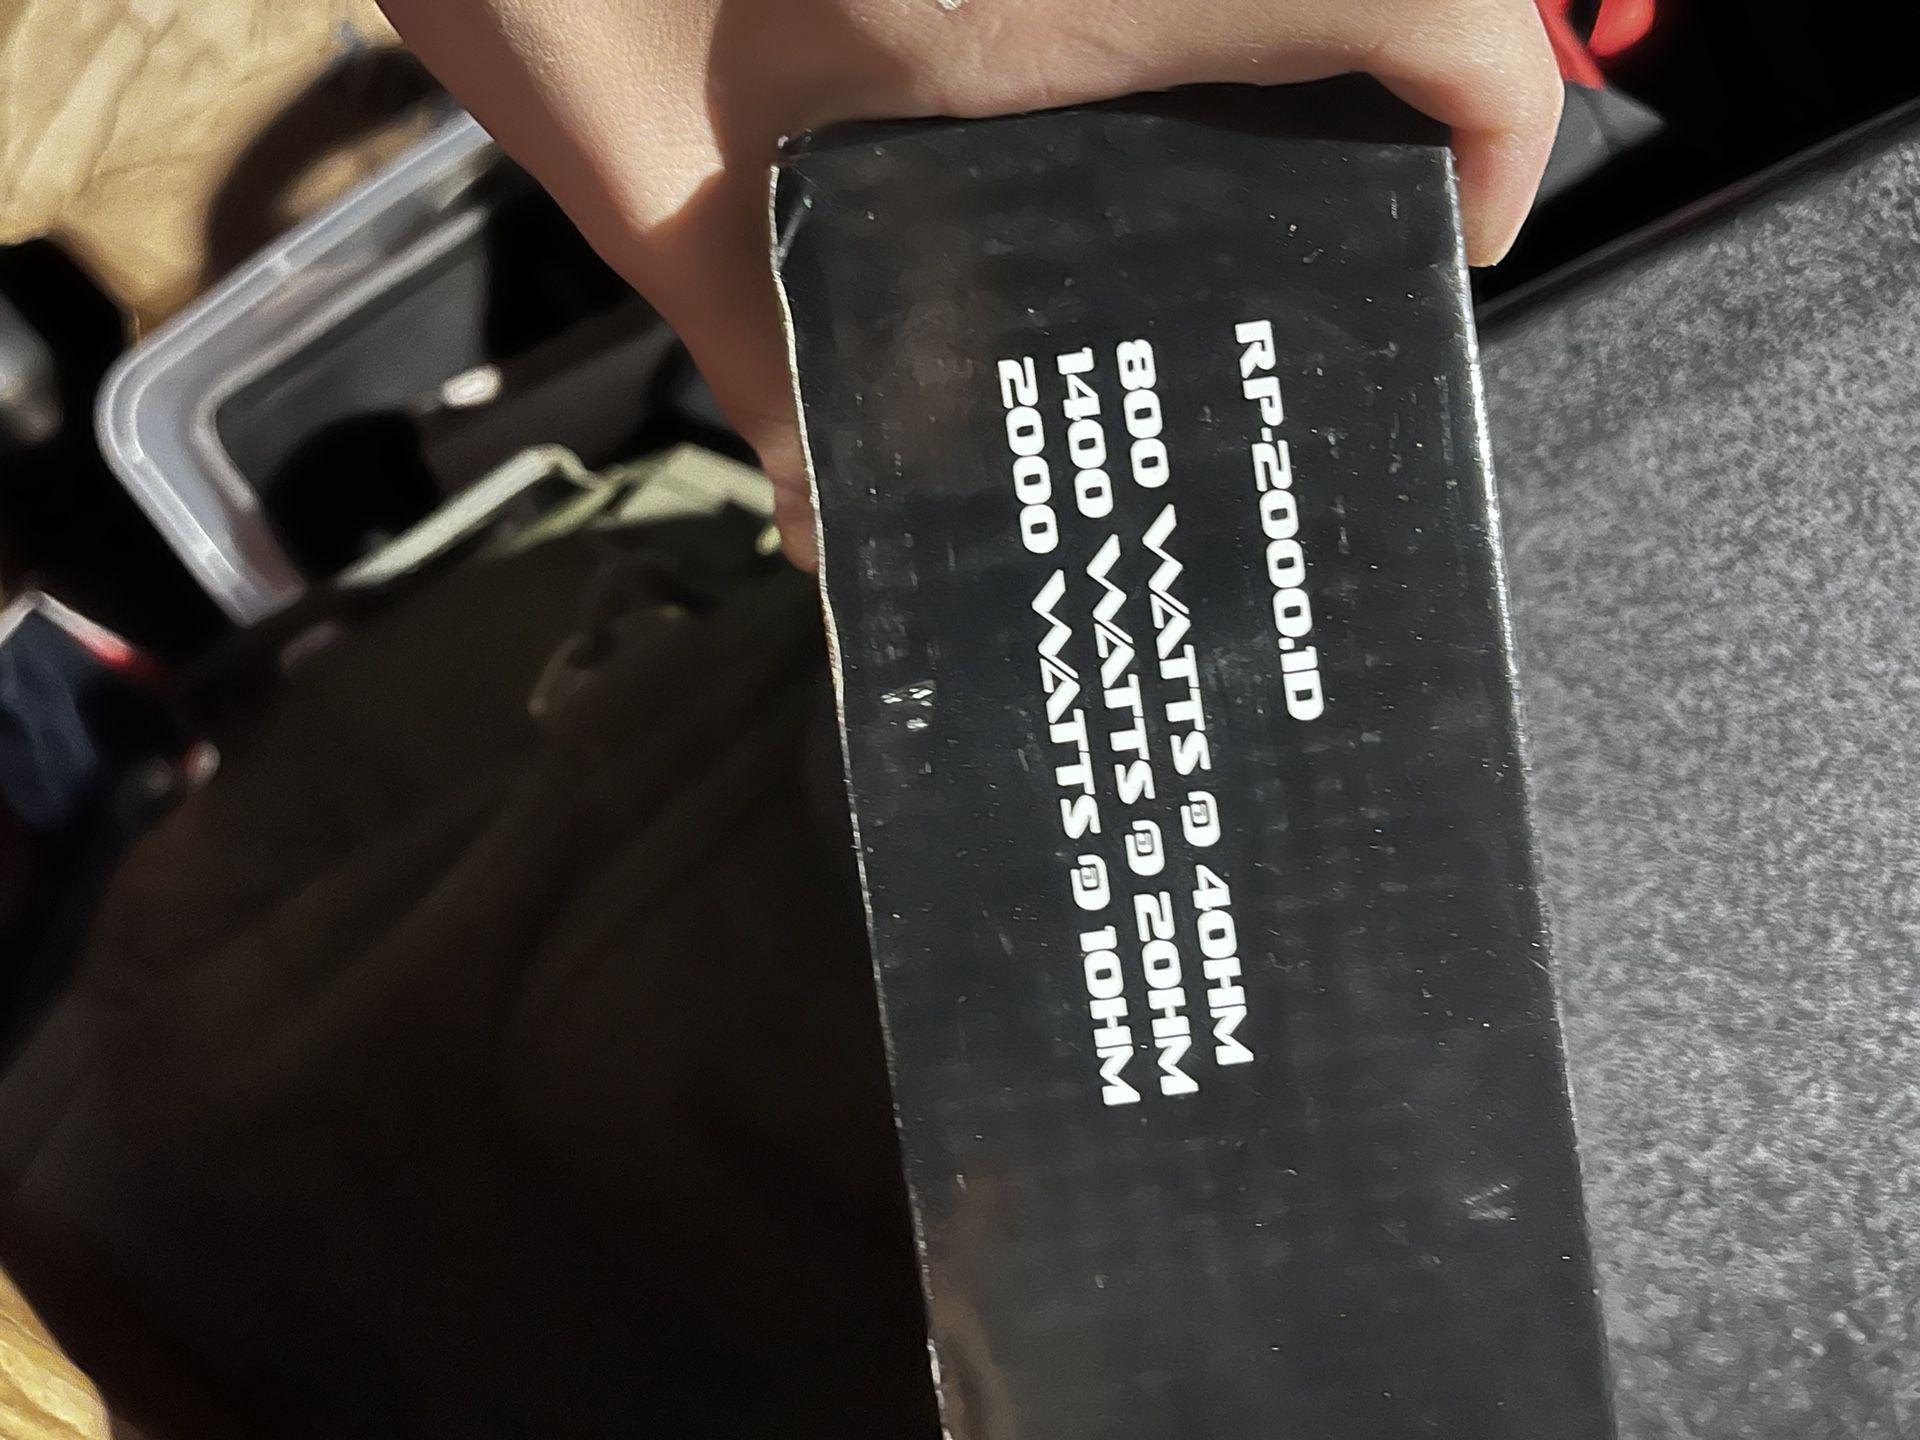 RP-2000.1D
800 WATTS @ 4OHM
1400 WATTS @ 2OHM
2000 WATTS @ 1OHM